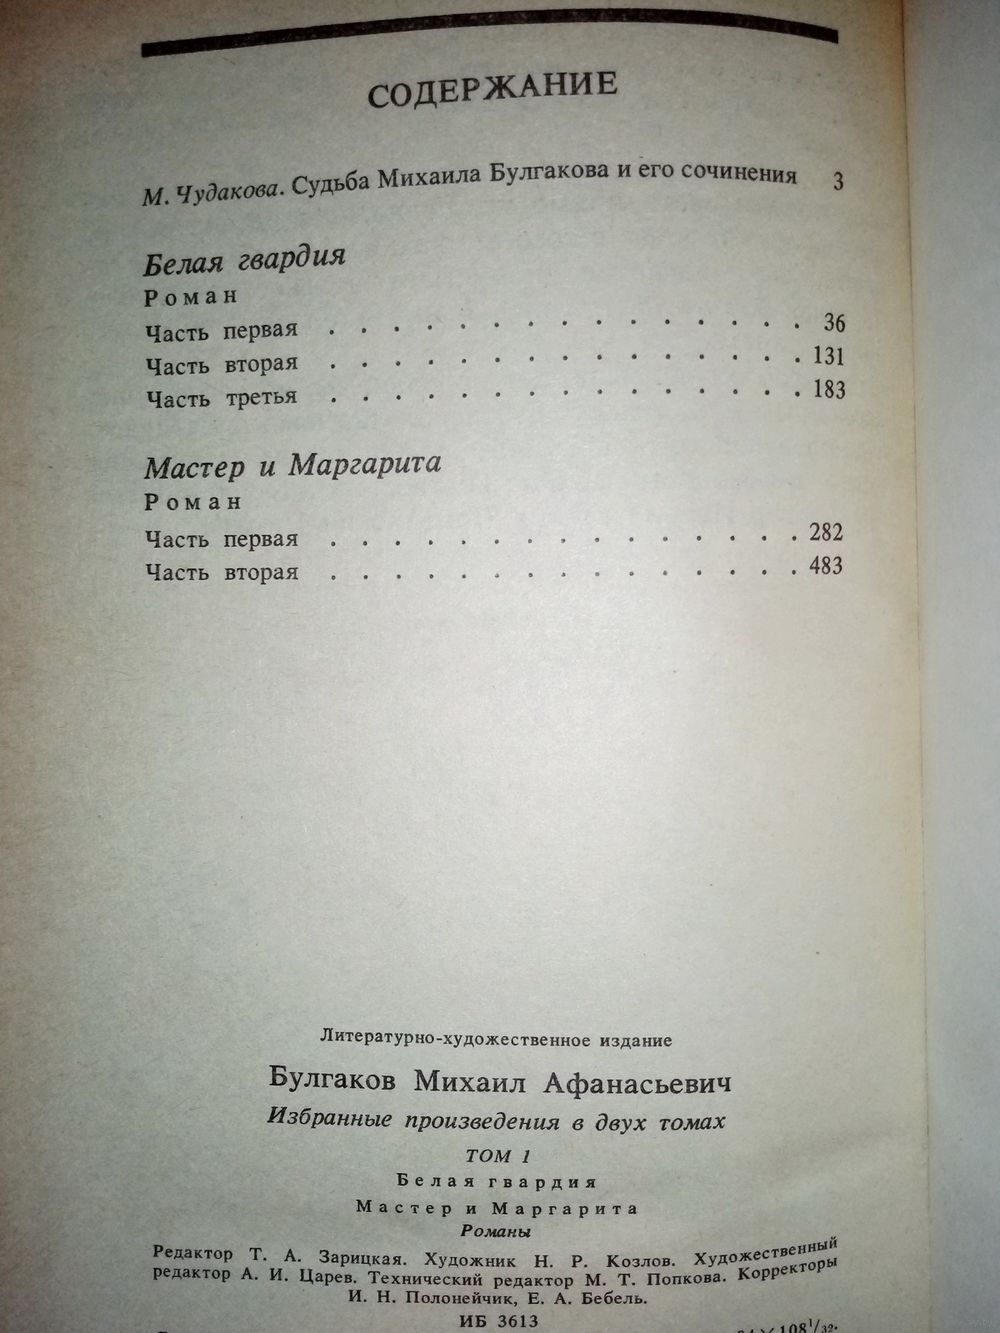 СОДЕРЖАНИЕ
М. Чудакова. Судьба Михаила Булгакова и его сочинения 3
Белая гвардия
Роман
Часть первая . . . . . . . . . . . . . . . 36
Часть вторая . . . . . . . . . . . . . . . 131
Часть третья . . . . . . . . . . . . . . . 183
Мастер и Маргарита
Роман
Часть первая . . . . . . . . . . . . . . . 282
Часть вторая . . . . . . . . . . . . . . . 483
Литературно-художественное издание
Булгаков Михаил Афанасьевич
Избранные произведения в двух томах
ТОМ 1
Белая гвардия
Мастер и Маргарита
Романы
Редактор Т. А. Зарицкая. Художник Н. Р. Козлов. Художественный
редактор А. И. Царев. Технический редактор М. Т. Попкова. Корректоры
И. Н. Полонейчик, Е. А. Бебель.
ИБ 3613
108 1/32.